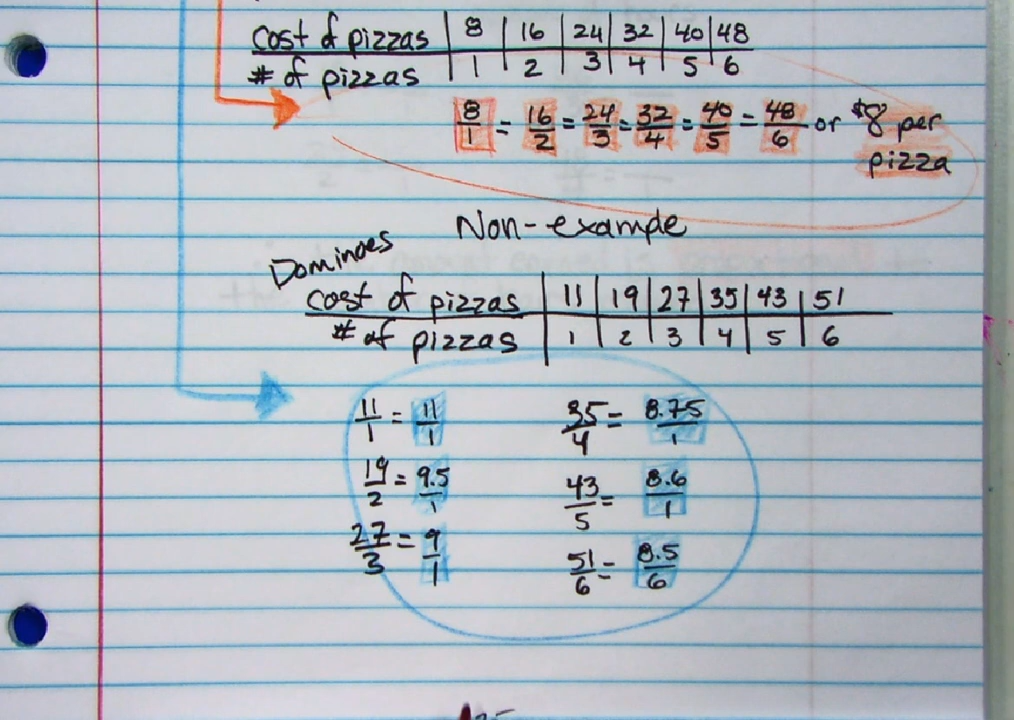 cost of pizzas | 8 | 16 | 24 | 32 | 40 | 48
# of pizzas | 1 | 2 | 3 | 4 | 5 | 6
8/1 = 16/2 = 24/3 = 32/4 = 40/5 = 48/6 or $8 per
pizza
Non-example
Dominoes
cost of pizzas | 11 | 19 | 27 | 35 | 43 | 51
# of pizzas | 1 | 2 | 3 | 4 | 5 | 6
11/1 = 11/1 35/4 = 8.75/1
19/2 = 9.5/1 43/5 = 8.6/1
27/3 = 9/1 51/6 = 8.5/6